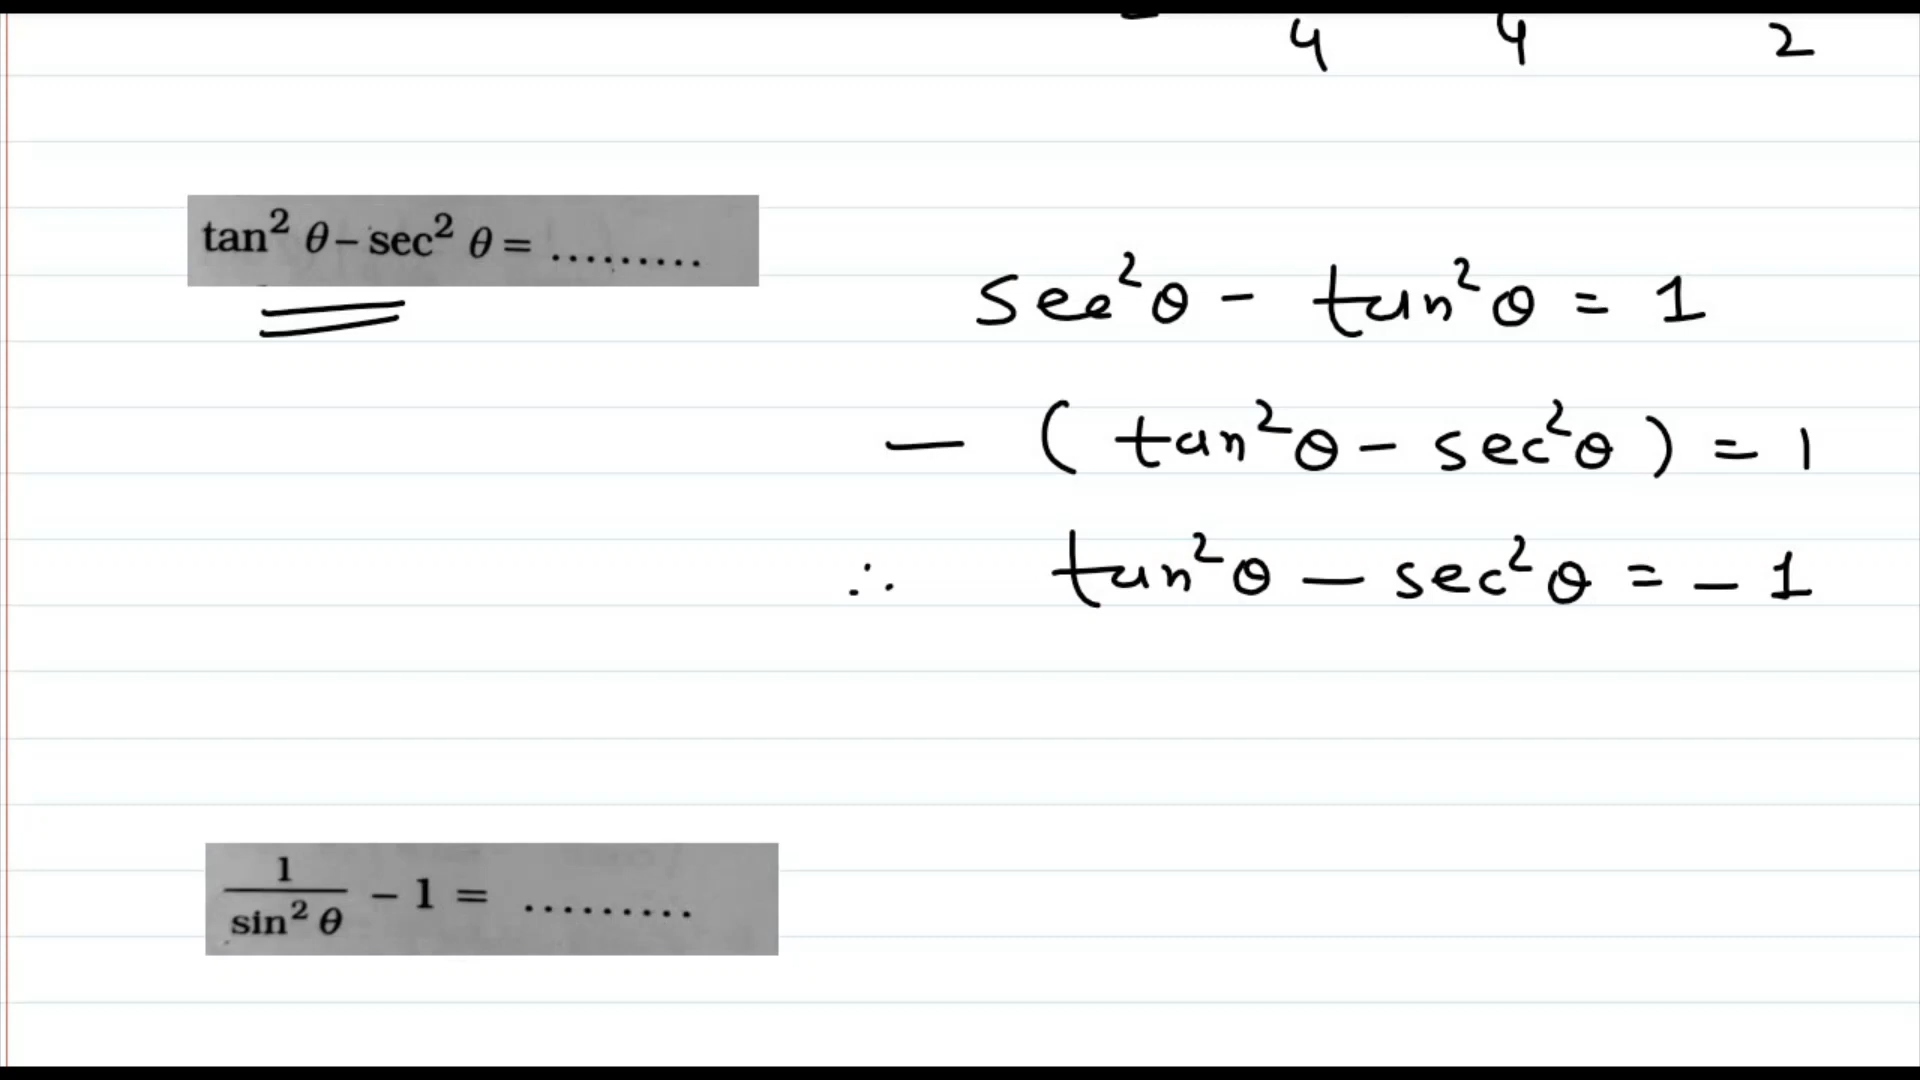 4 4 2
tan² θ – sec² θ = .........
sec²θ - tan²θ = 1
— ( tan²θ - sec²θ ) = 1
∴ tan²θ — sec²θ = - 1
1/sin² θ – 1 = .........